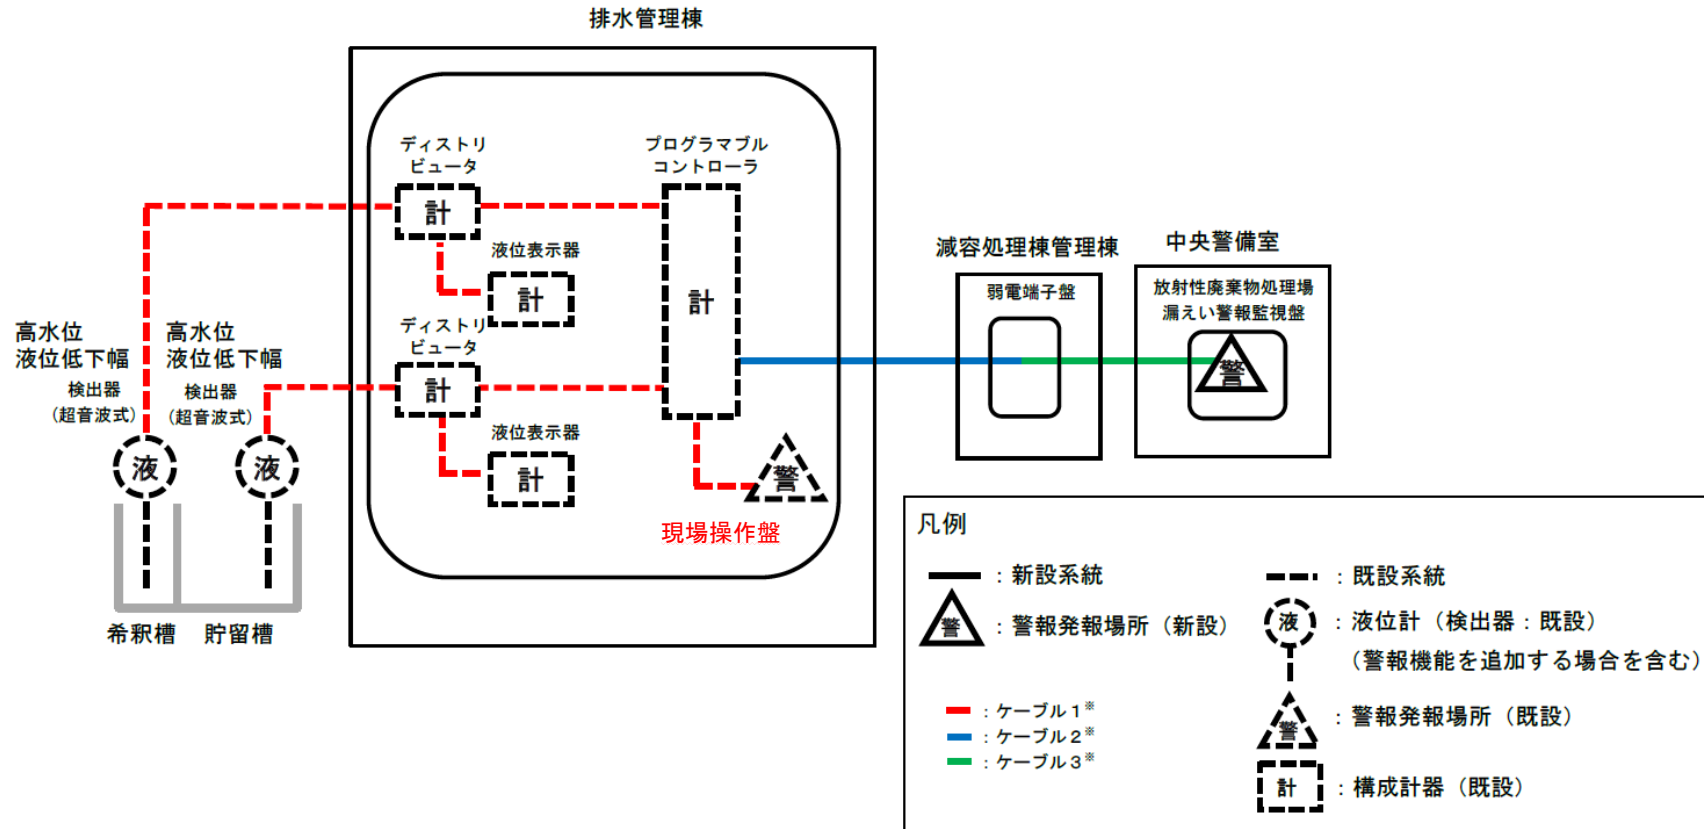 排水管理棟
ディストリ
ビュータ
計
プログラマブル
コントローラ
計
液位表示器
計
ディストリ
ビュータ
計
液位表示器
計
警
現場操作盤
高水位
液位低下幅
検出器
（超音波式）
液
高水位
液位低下幅
検出器
（超音波式）
液
希釈槽
貯留槽
減容処理棟管理棟
弱電端子盤
中央警備室
放射性廃棄物処理場
漏えい警報監視盤
警
凡例
：新設系統
警
：警報発報場所（新設）
：ケーブル１※
：ケーブル２※
：ケーブル３※
：既設系統
液
：液位計（検出器：既設）
（警報機能を追加する場合を含む）
警
：警報発報場所（既設）
計
：構成計器（既設）